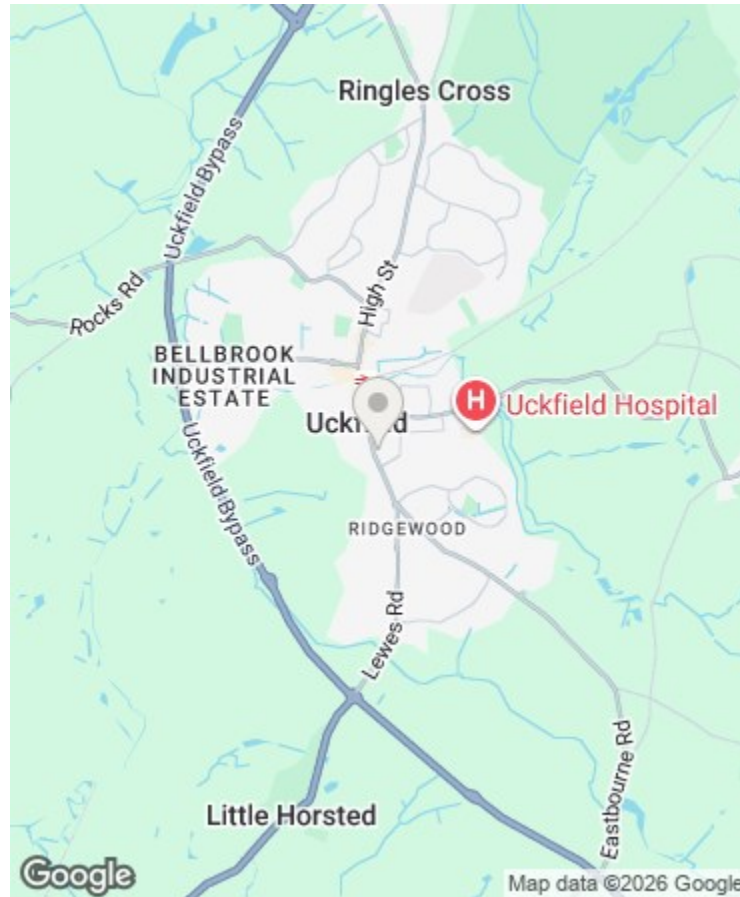 Ringles Cross
Uckfield Bypass
Rocks Rd
High St
BELLBROOK
INDUSTRIAL
ESTATE
H
Uckfield Hospital
Uckfield
Uckfield Bypass
RIDGEWOOD
Lewes Rd
Eastbourne Rd
Little Horsted
Google
Map data ©2026 Google